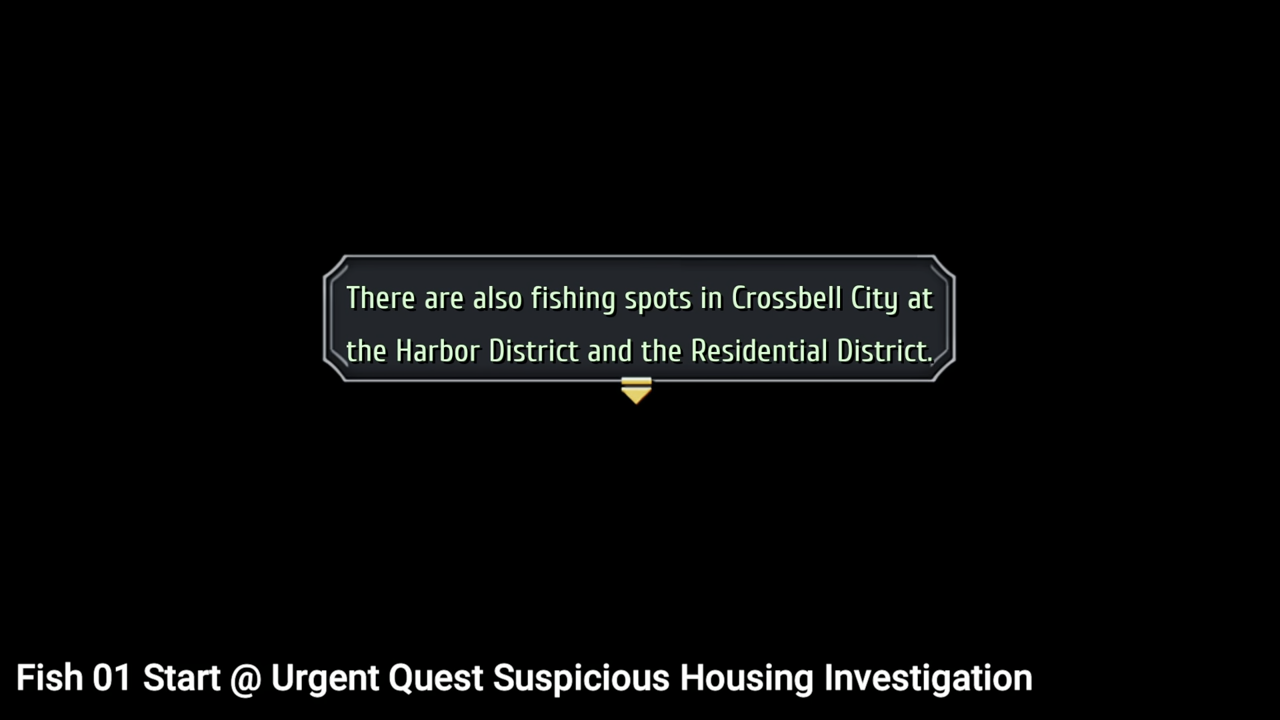 There are also fishing spots in Crossbell City at
the Harbor District and the Residential District.
Fish 01 Start @ Urgent Quest Suspicious Housing Investigation